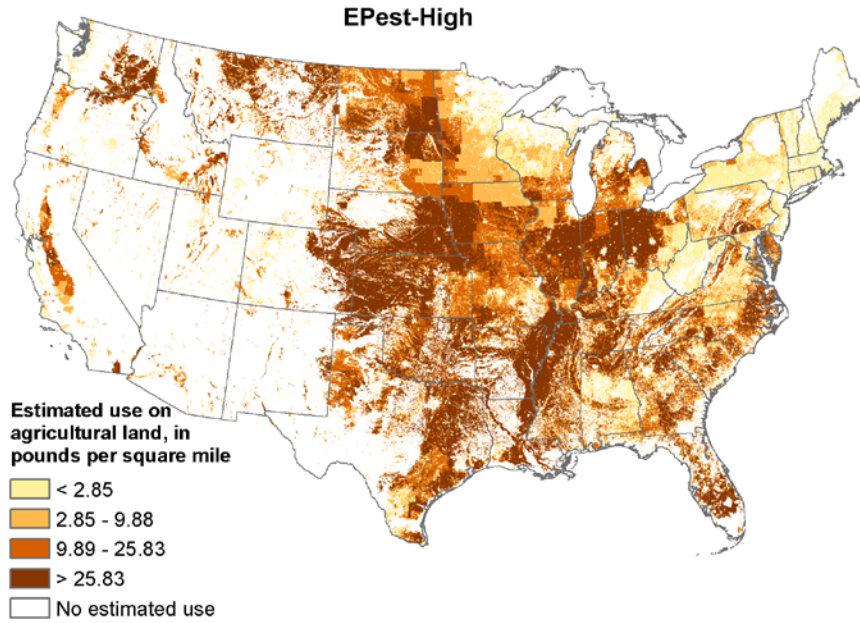 EPest-High
Estimated use on
agricultural land, in
pounds per square mile
< 2.85
2.85 - 9.88
9.89 - 25.83
> 25.83
No estimated use